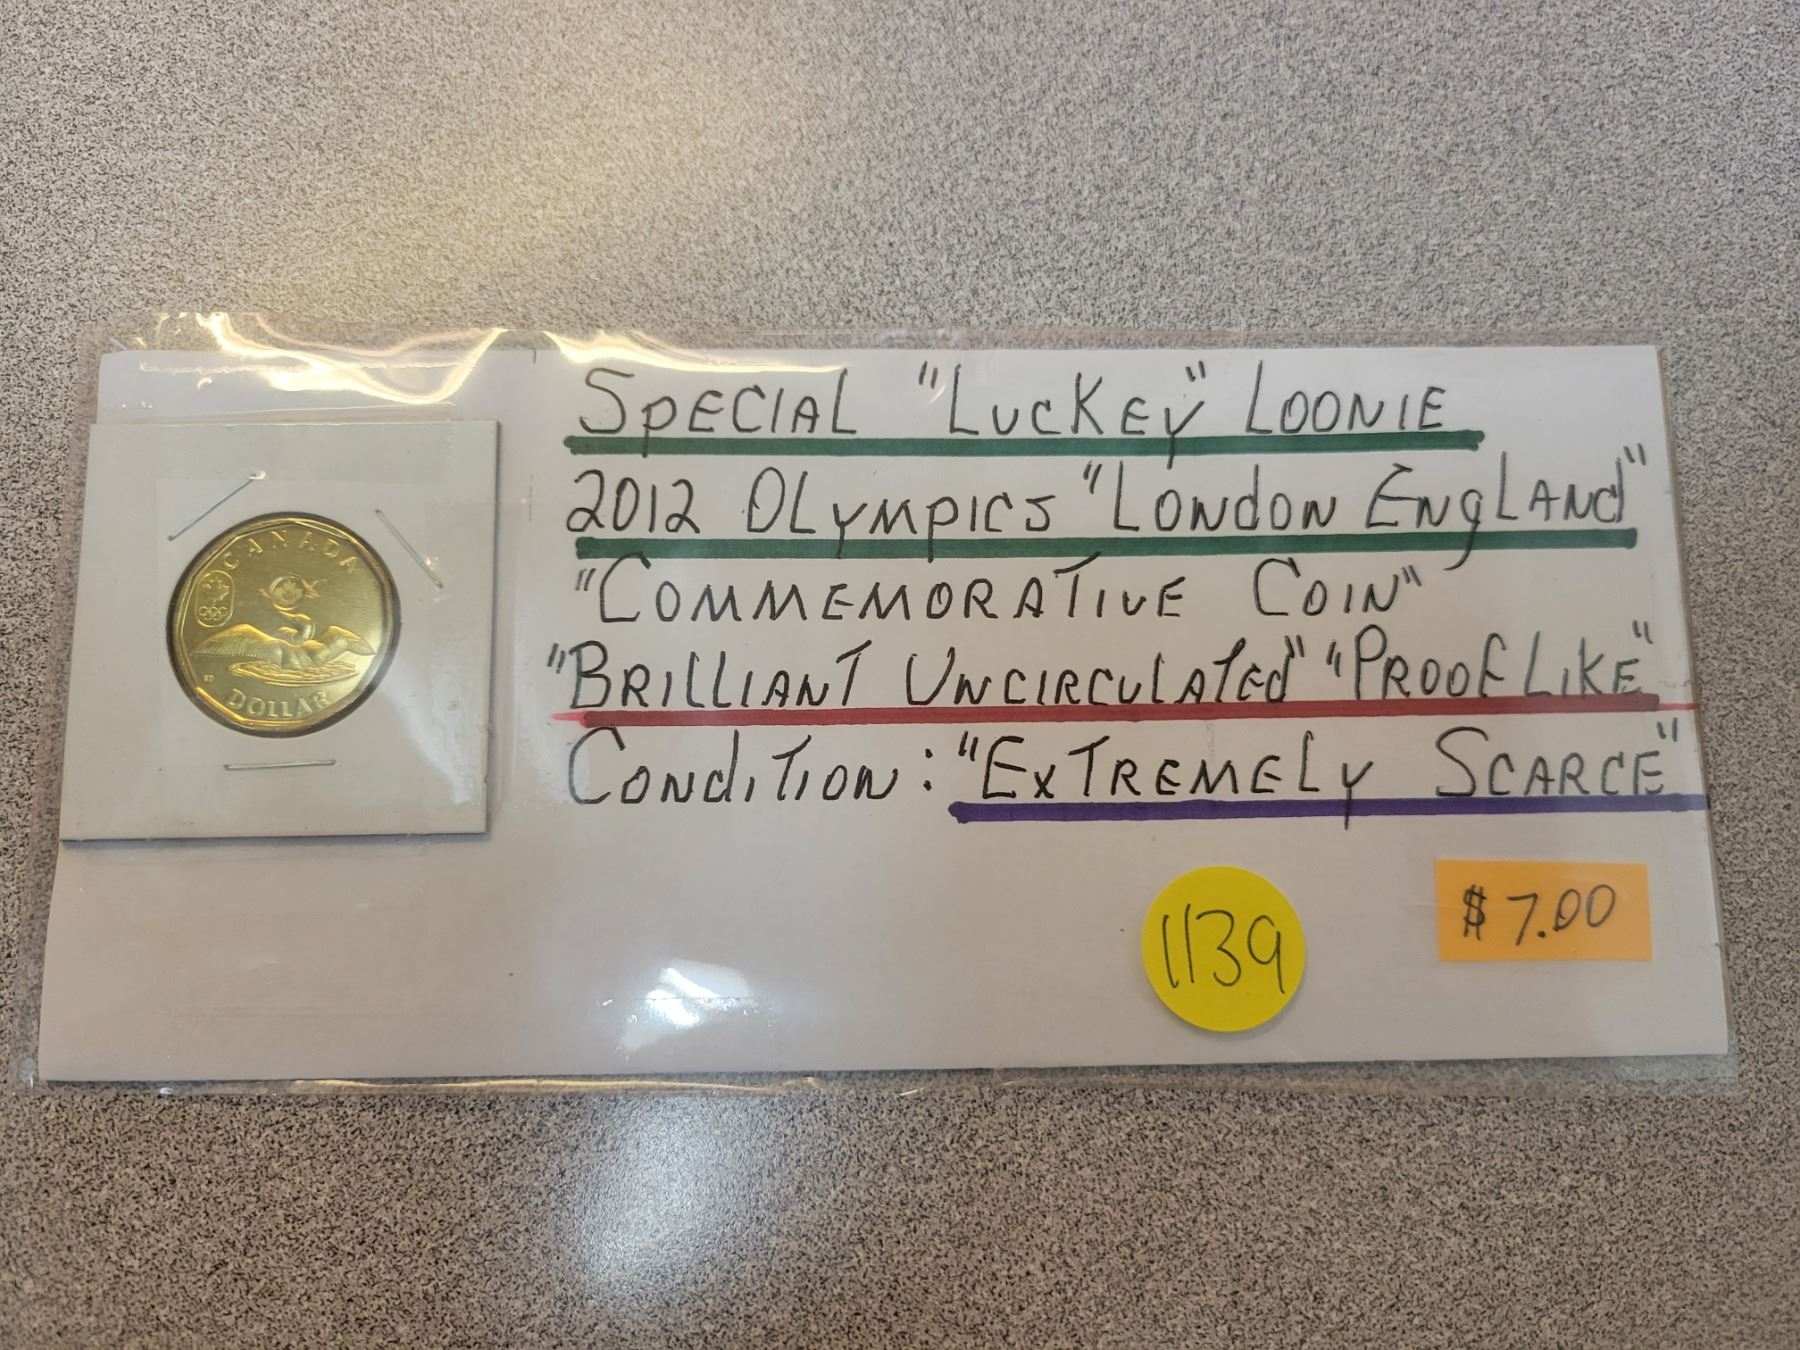 CANADA
DOLLAR
SPECIAL "LUCKEY" LOONIE
2012 OLYMPICS "LONDON ENGLAND"
"COMMEMORATIVE COIN"
"BRILLIANT UNCIRCULATED" "PROOF LIKE"
CONDITION: "EXTREMELY SCARCE"
1139
$7.00